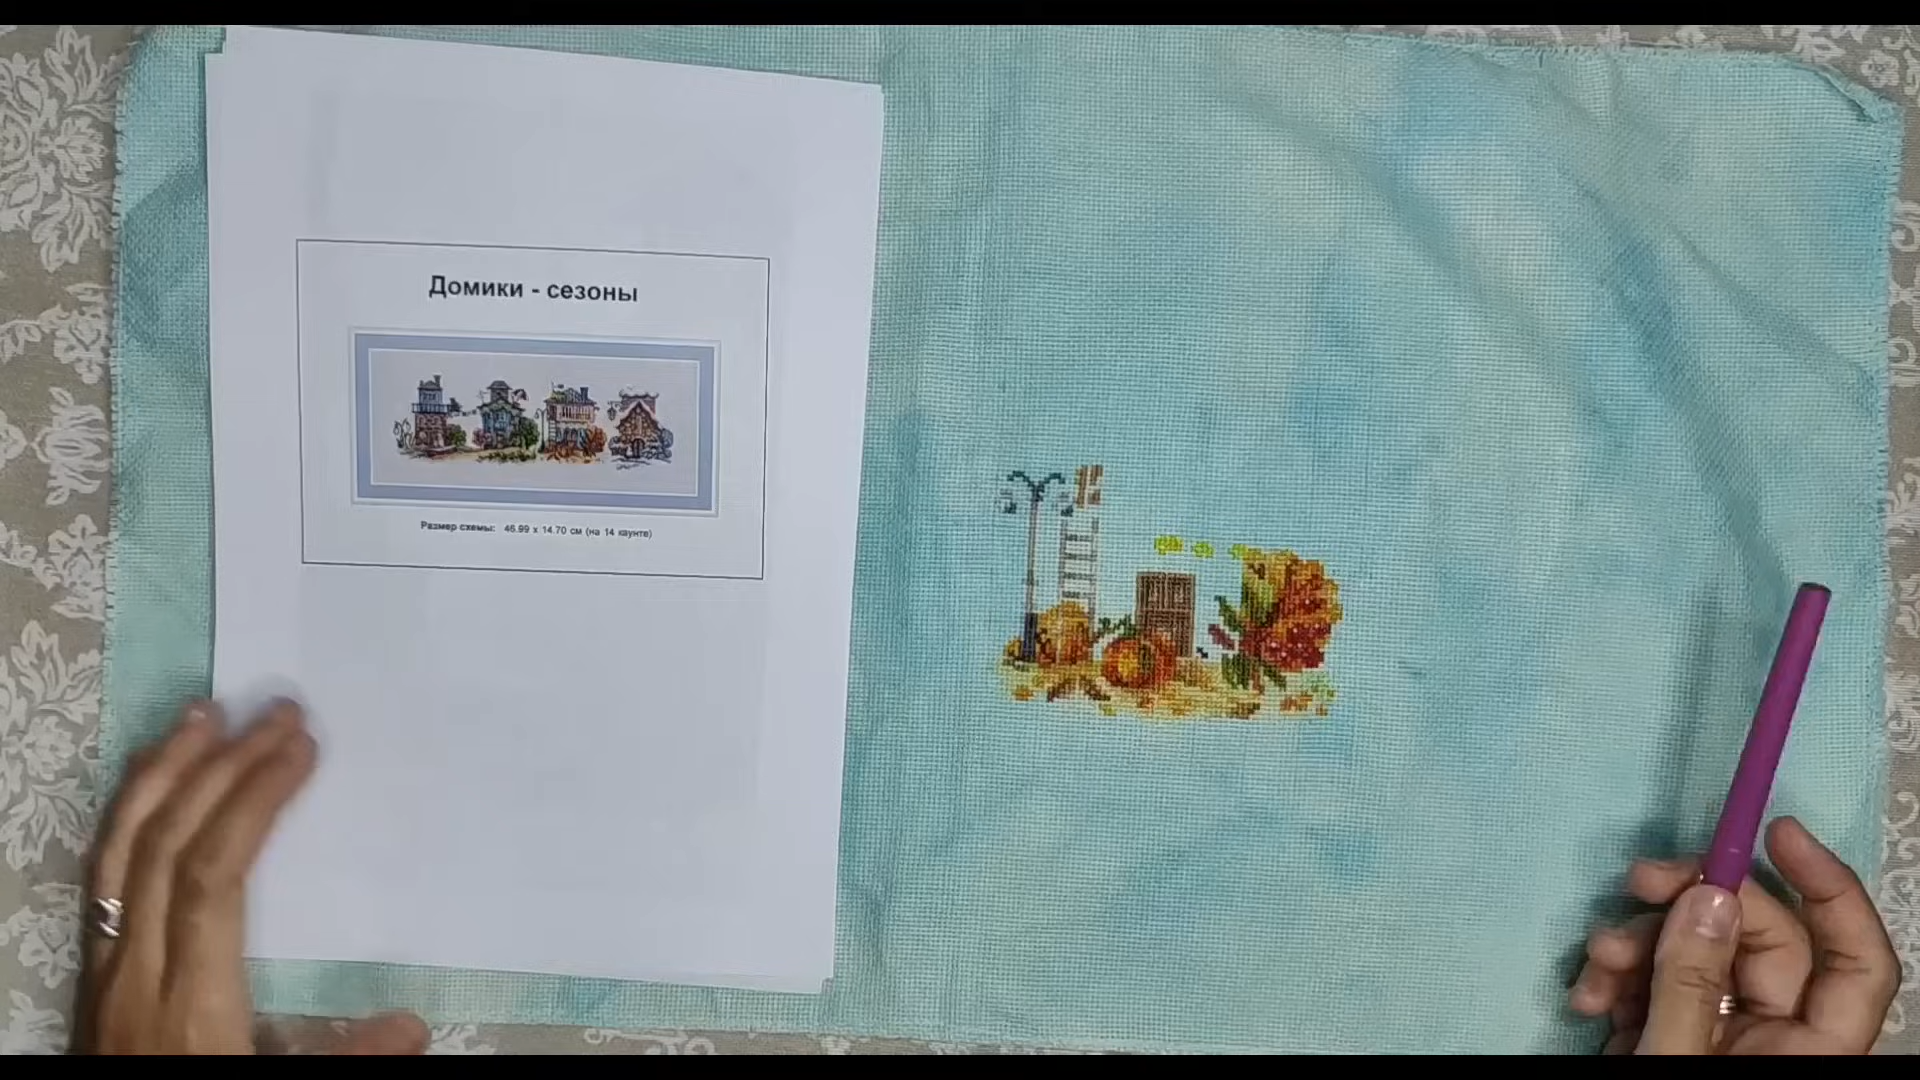 Домики - сезоны
Размер схемы: 46.99 x 14.70 см (на 14 каунте)